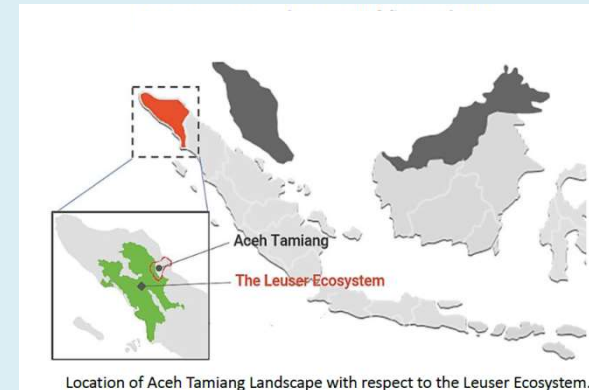 Aceh Tamiang
The Leuser Ecosystem
Location of Aceh Tamiang Landscape with respect to the Leuser Ecosystem.